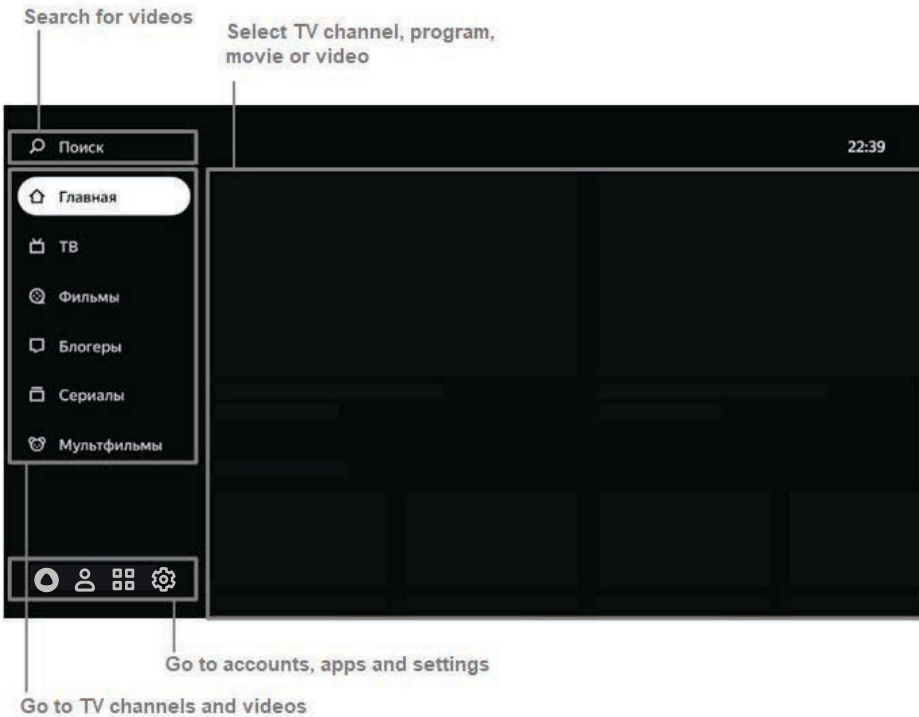 Search for videos
Select TV channel, program,
movie or video
Поиск
22:39
Главная
ТВ
Фильмы
Блогеры
Сериалы
Мультфильмы
Go to accounts, apps and settings
Go to TV channels and videos